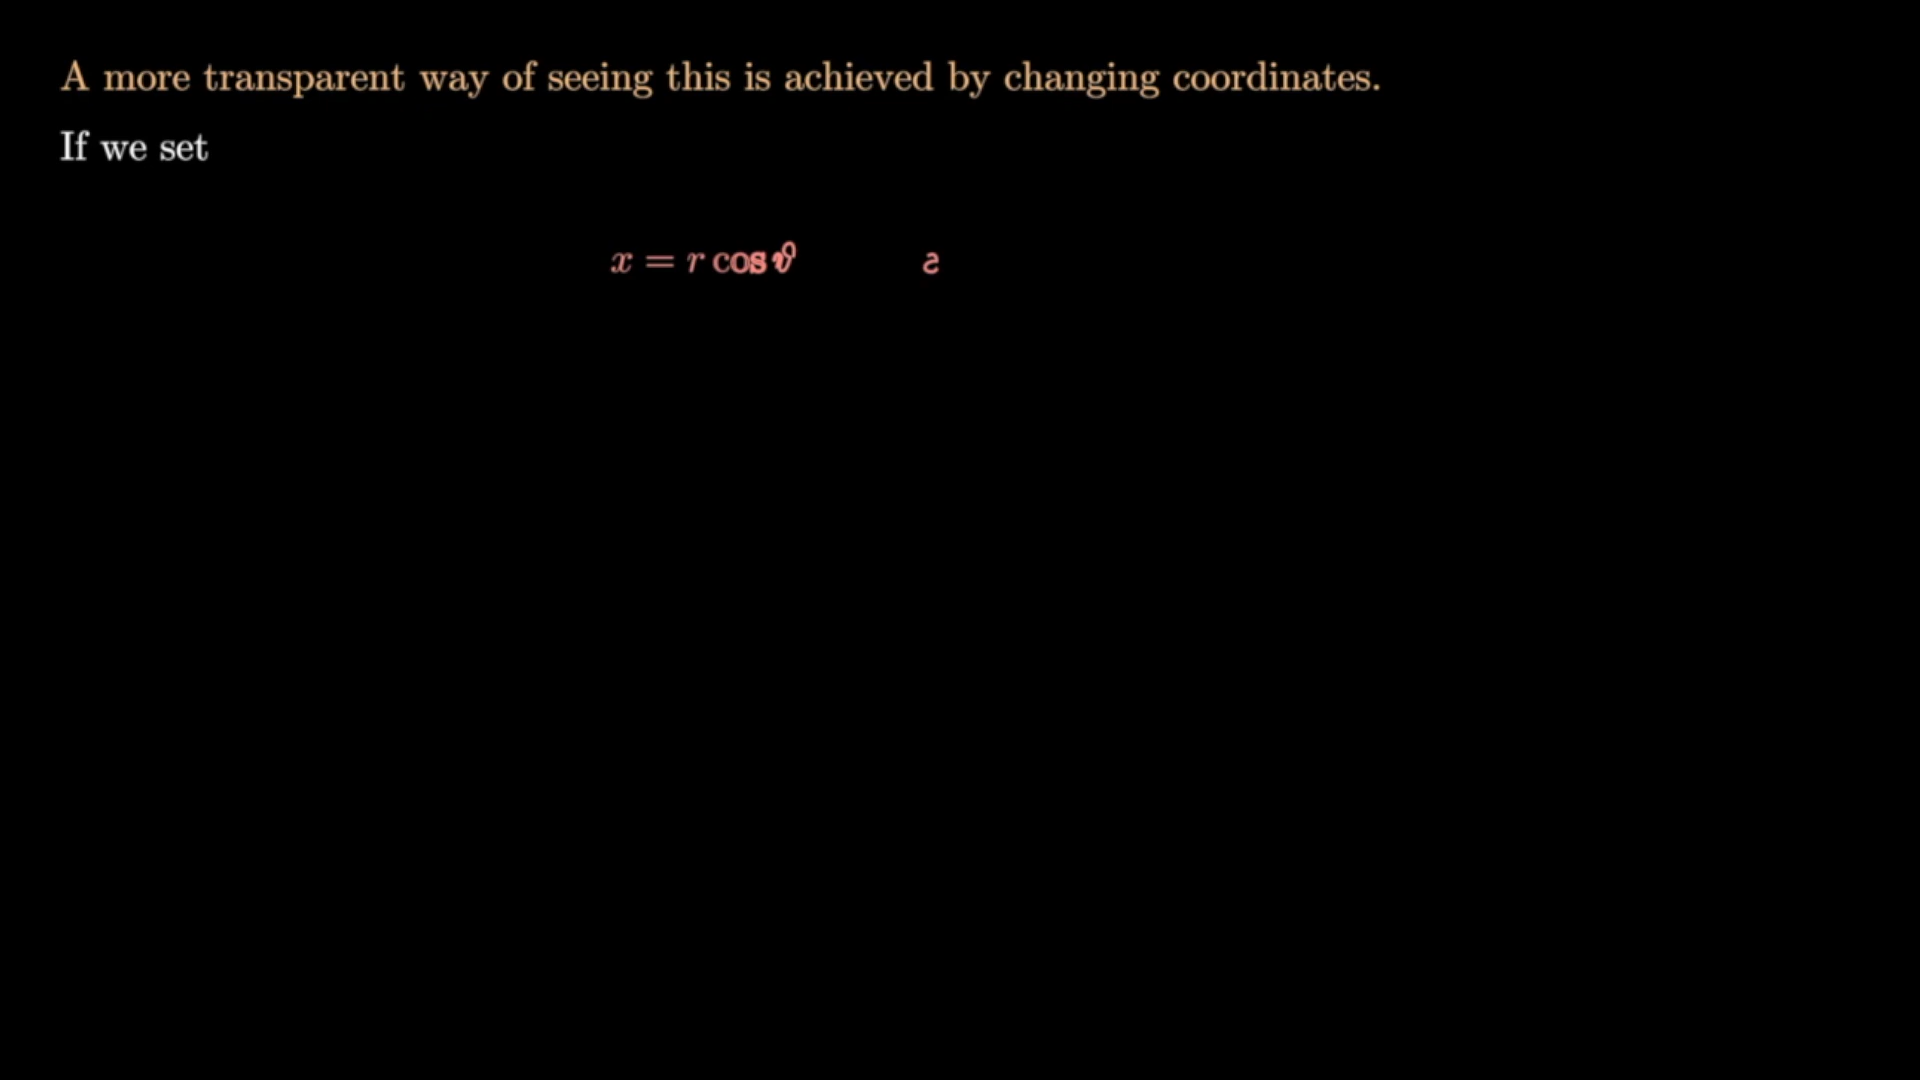 A more transparent way of seeing this is achieved by changing coordinates.
If we set
x = r cos ϑ